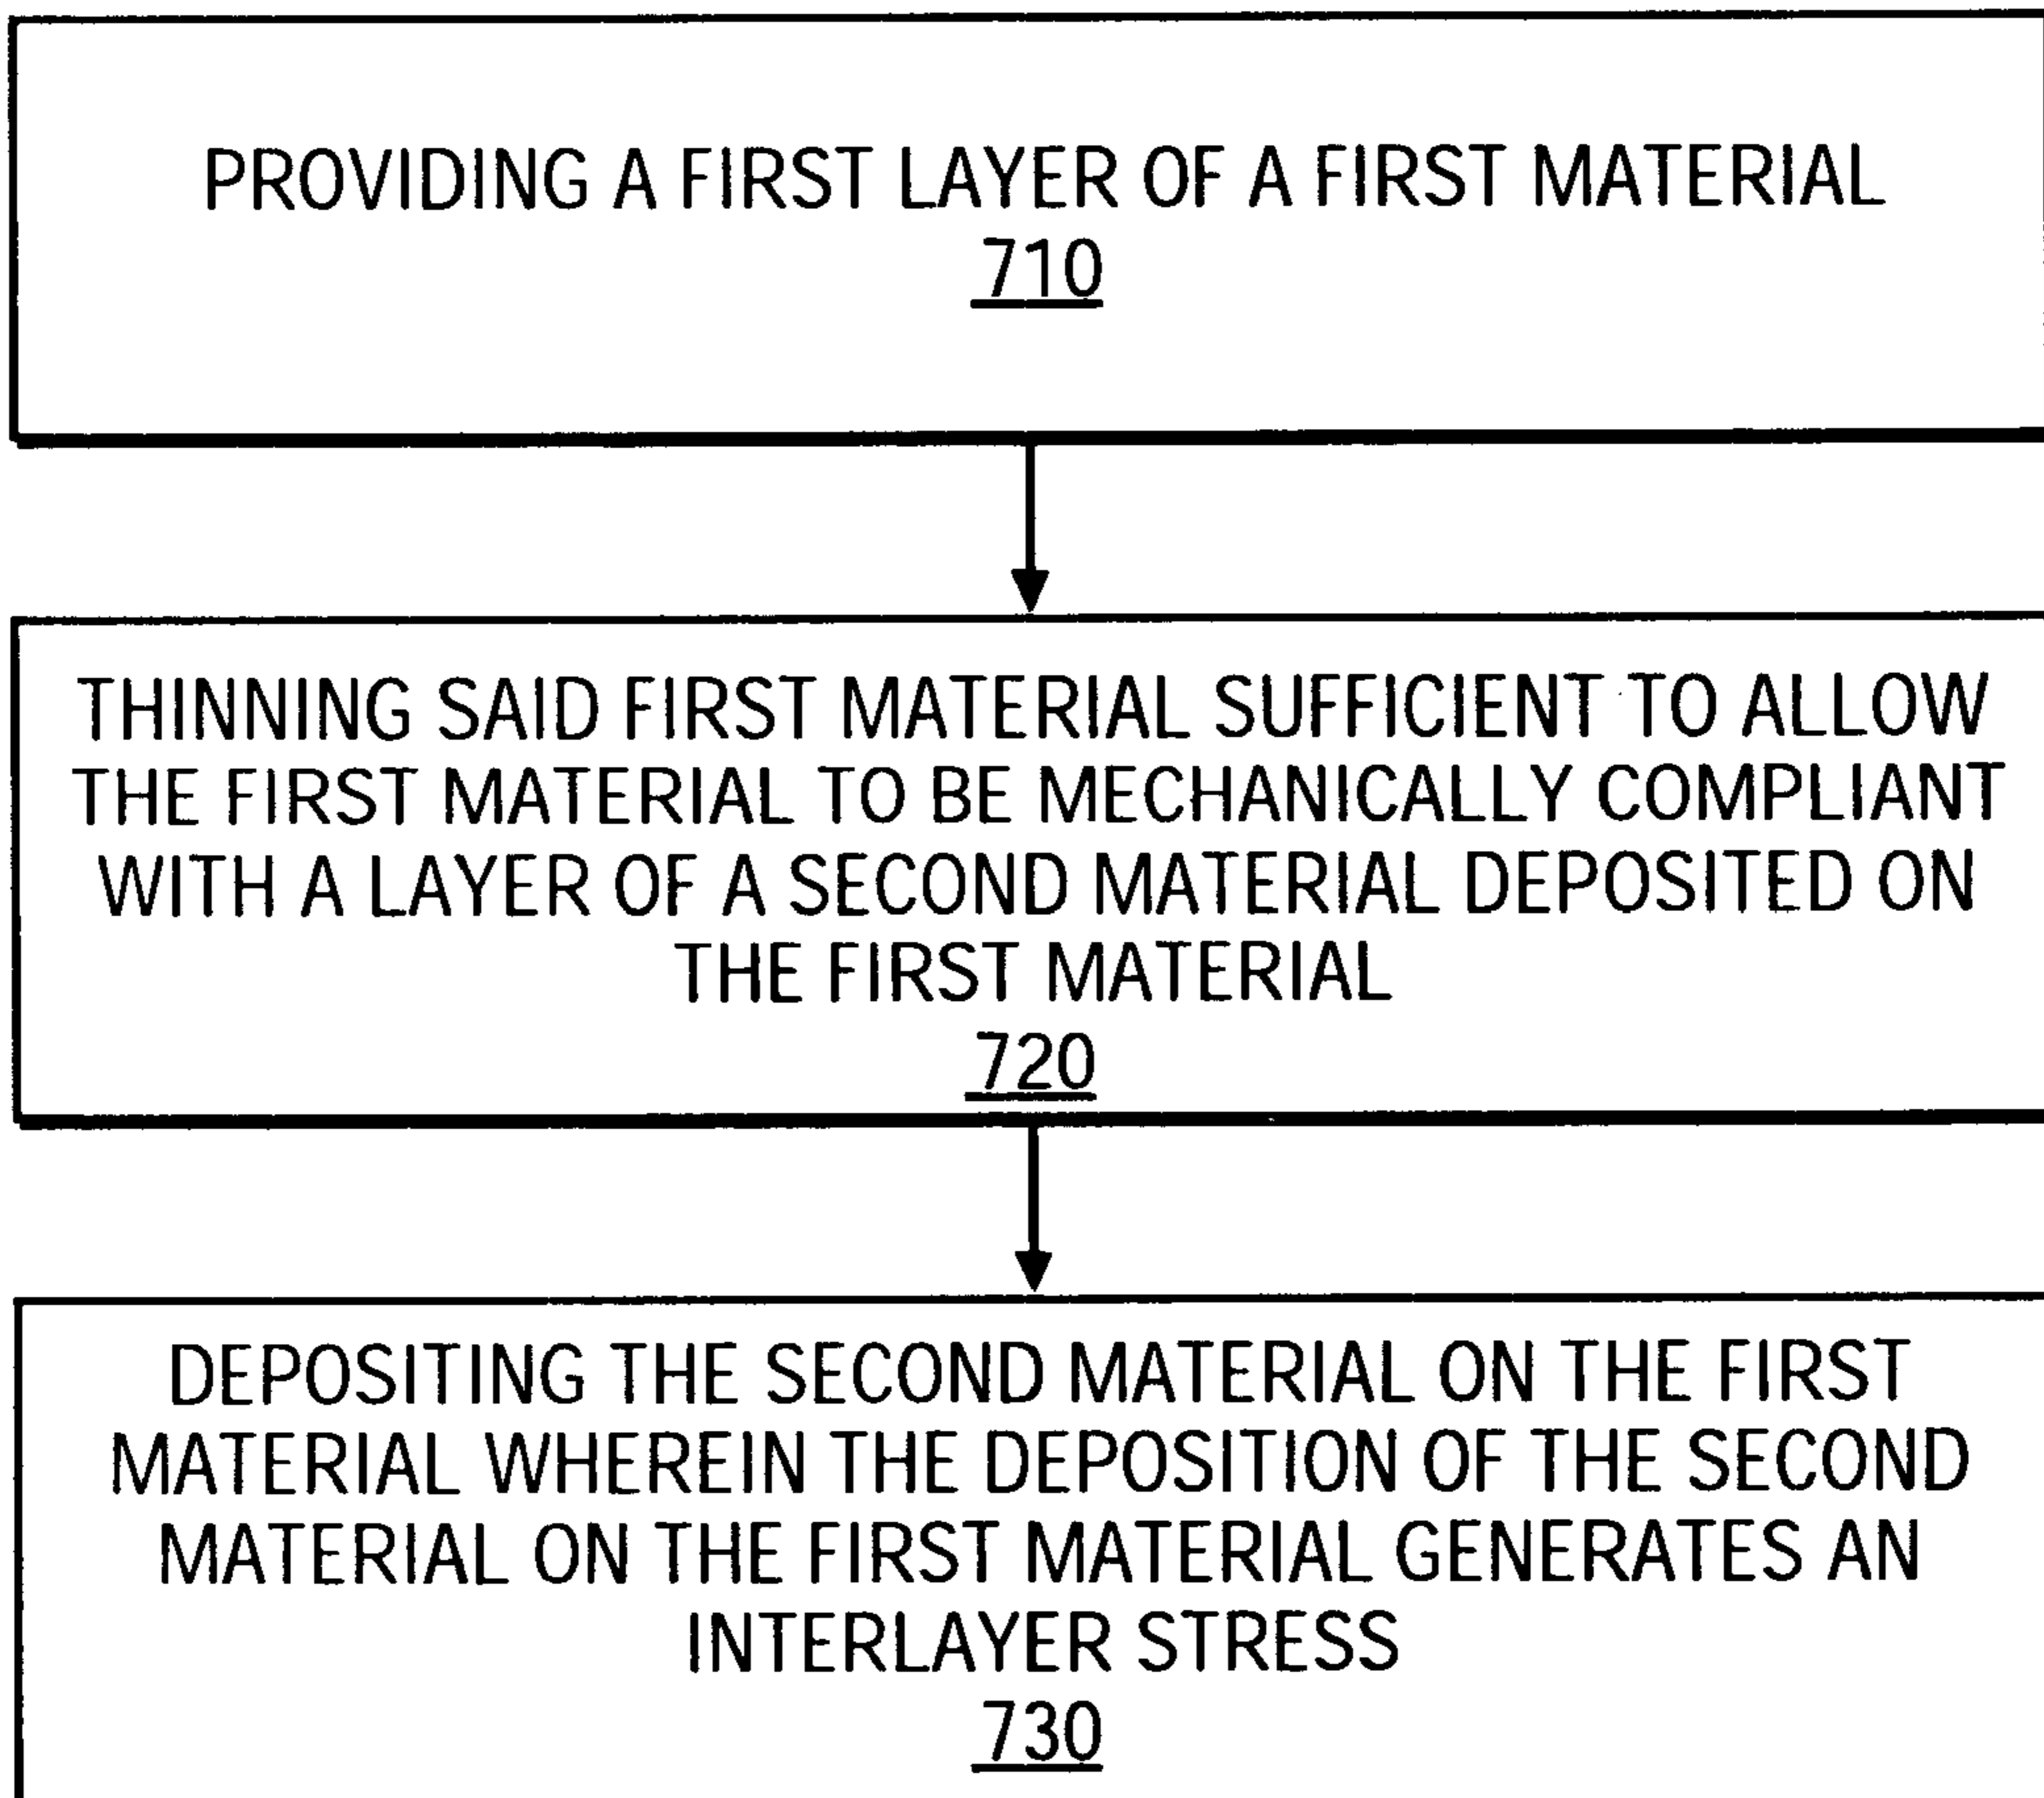 PROVIDING A FIRST LAYER OF A FIRST MATERIAL
710
THINNING SAID FIRST MATERIAL SUFFICIENT TO ALLOW
THE FIRST MATERIAL TO BE MECHANICALLY COMPLIANT
WITH A LAYER OF A SECOND MATERIAL DEPOSITED ON
THE FIRST MATERIAL
720
DEPOSITING THE SECOND MATERIAL ON THE FIRST
MATERIAL WHEREIN THE DEPOSITION OF THE SECOND
MATERIAL ON THE FIRST MATERIAL GENERATES AN
INTERLAYER STRESS
730